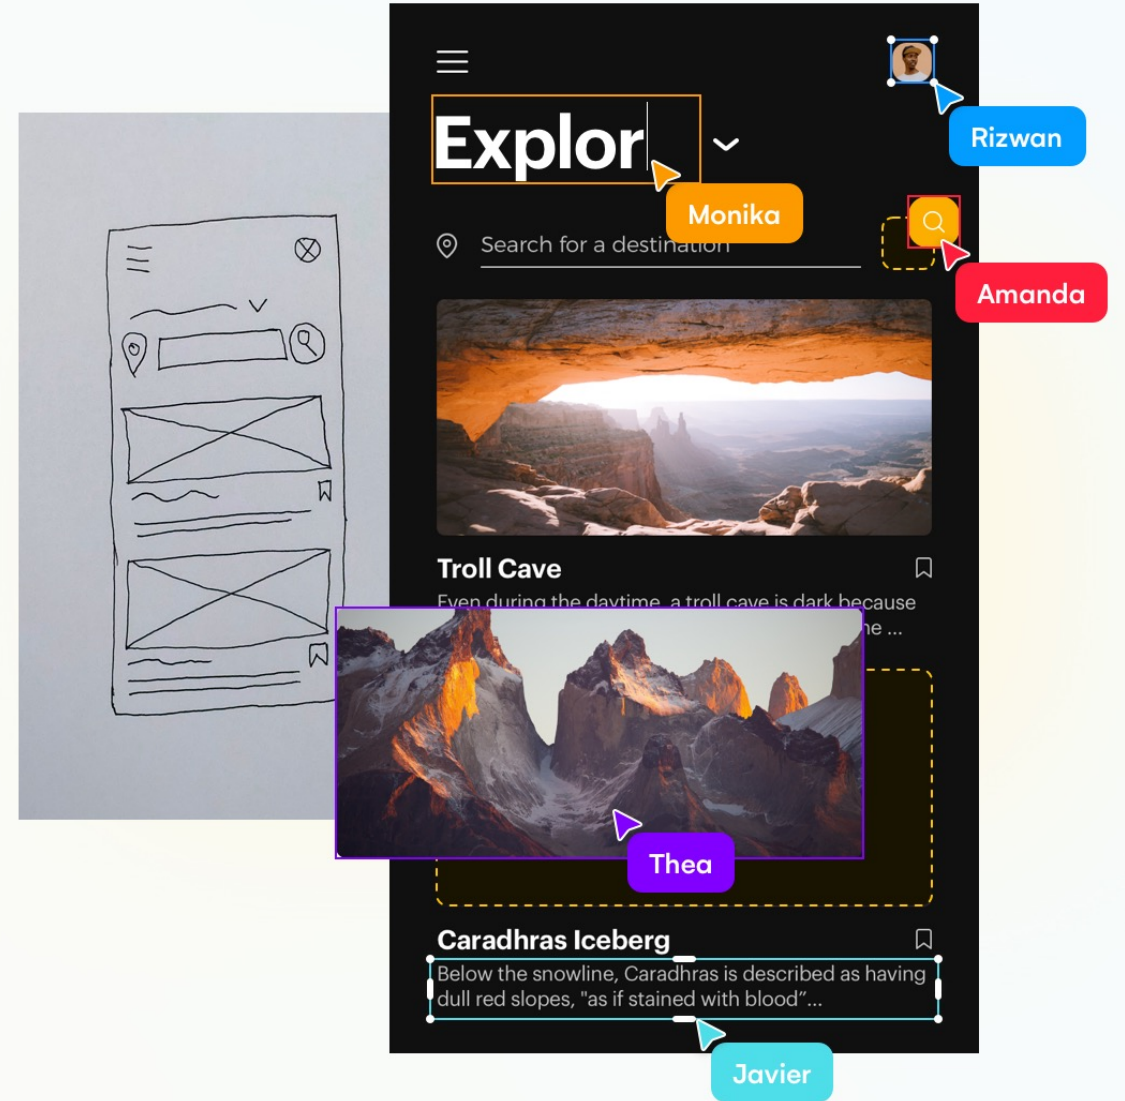 Explor
Rizwan
Monika
Search for a destination
Amanda
Troll Cave
Even during the daytime, a troll cave is dark because
...
Thea
Caradhras Iceberg
Below the snowline, Caradhras is described as having
dull red slopes, "as if stained with blood”...
Javier